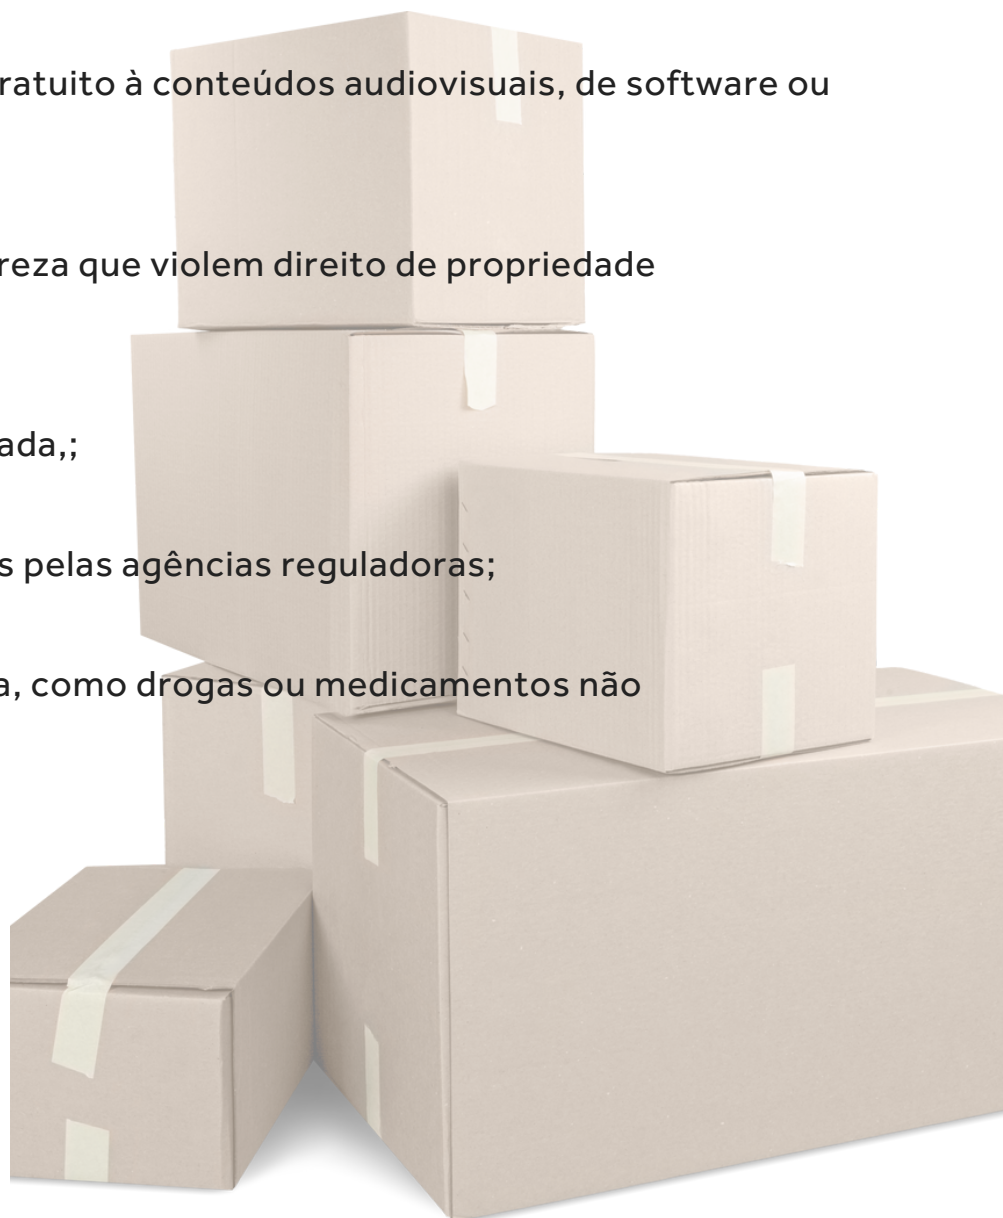 ratuito à conteúdos audiovisuais, de software ou
reza que violem direito de propriedade
ada,;
s pelas agências reguladoras;
a, como drogas ou medicamentos não